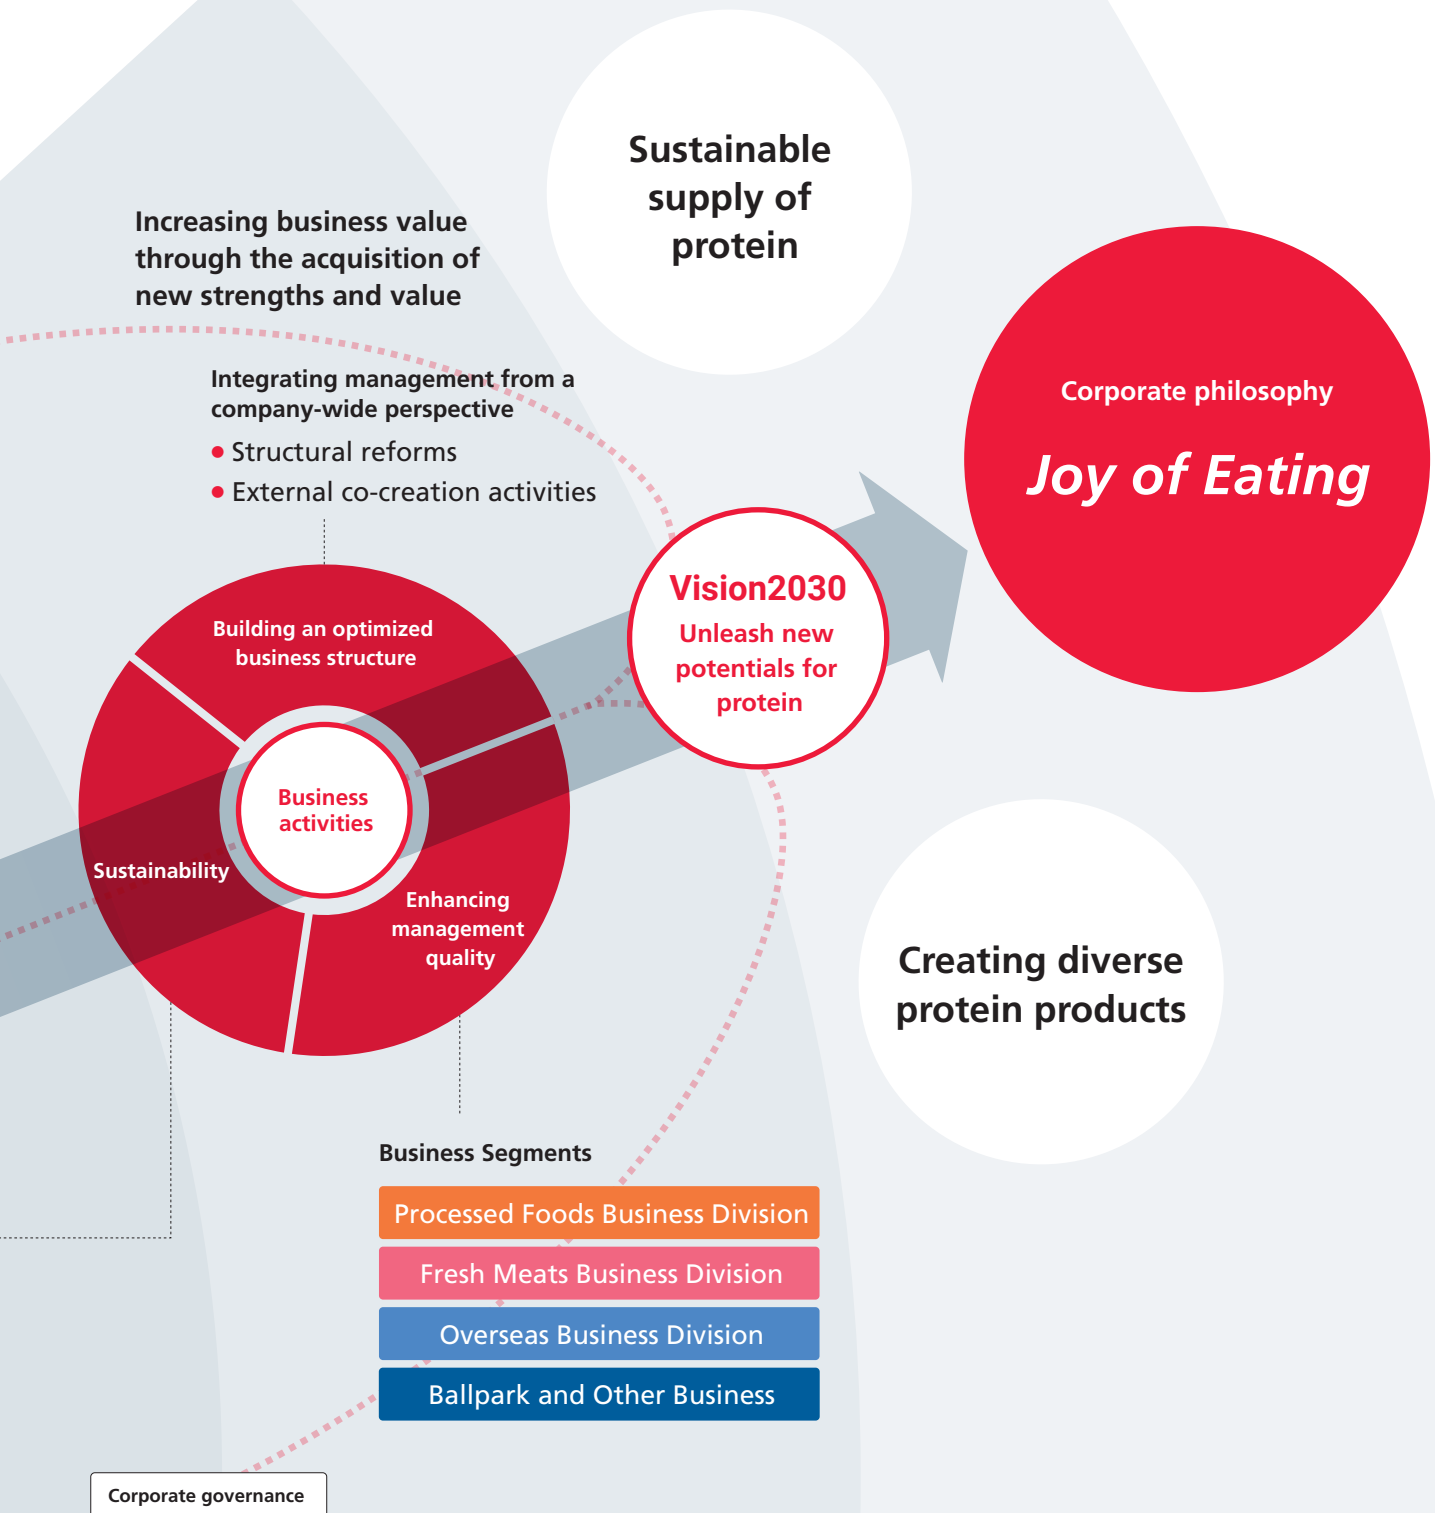 Sustainable
supply of
protein
Increasing business value
through the acquisition of
new strengths and value
Integrating management from a
company-wide perspective
• Structural reforms
• External co-creation activities
Corporate philosophy
Joy of Eating
Vision2030
Unleash new
potentials for
protein
Building an optimized
business structure
Business
activities
Sustainability
Enhancing
management
quality
Creating diverse
protein products
Business Segments
Processed Foods Business Division
Fresh Meats Business Division
Overseas Business Division
Ballpark and Other Business
Corporate governance